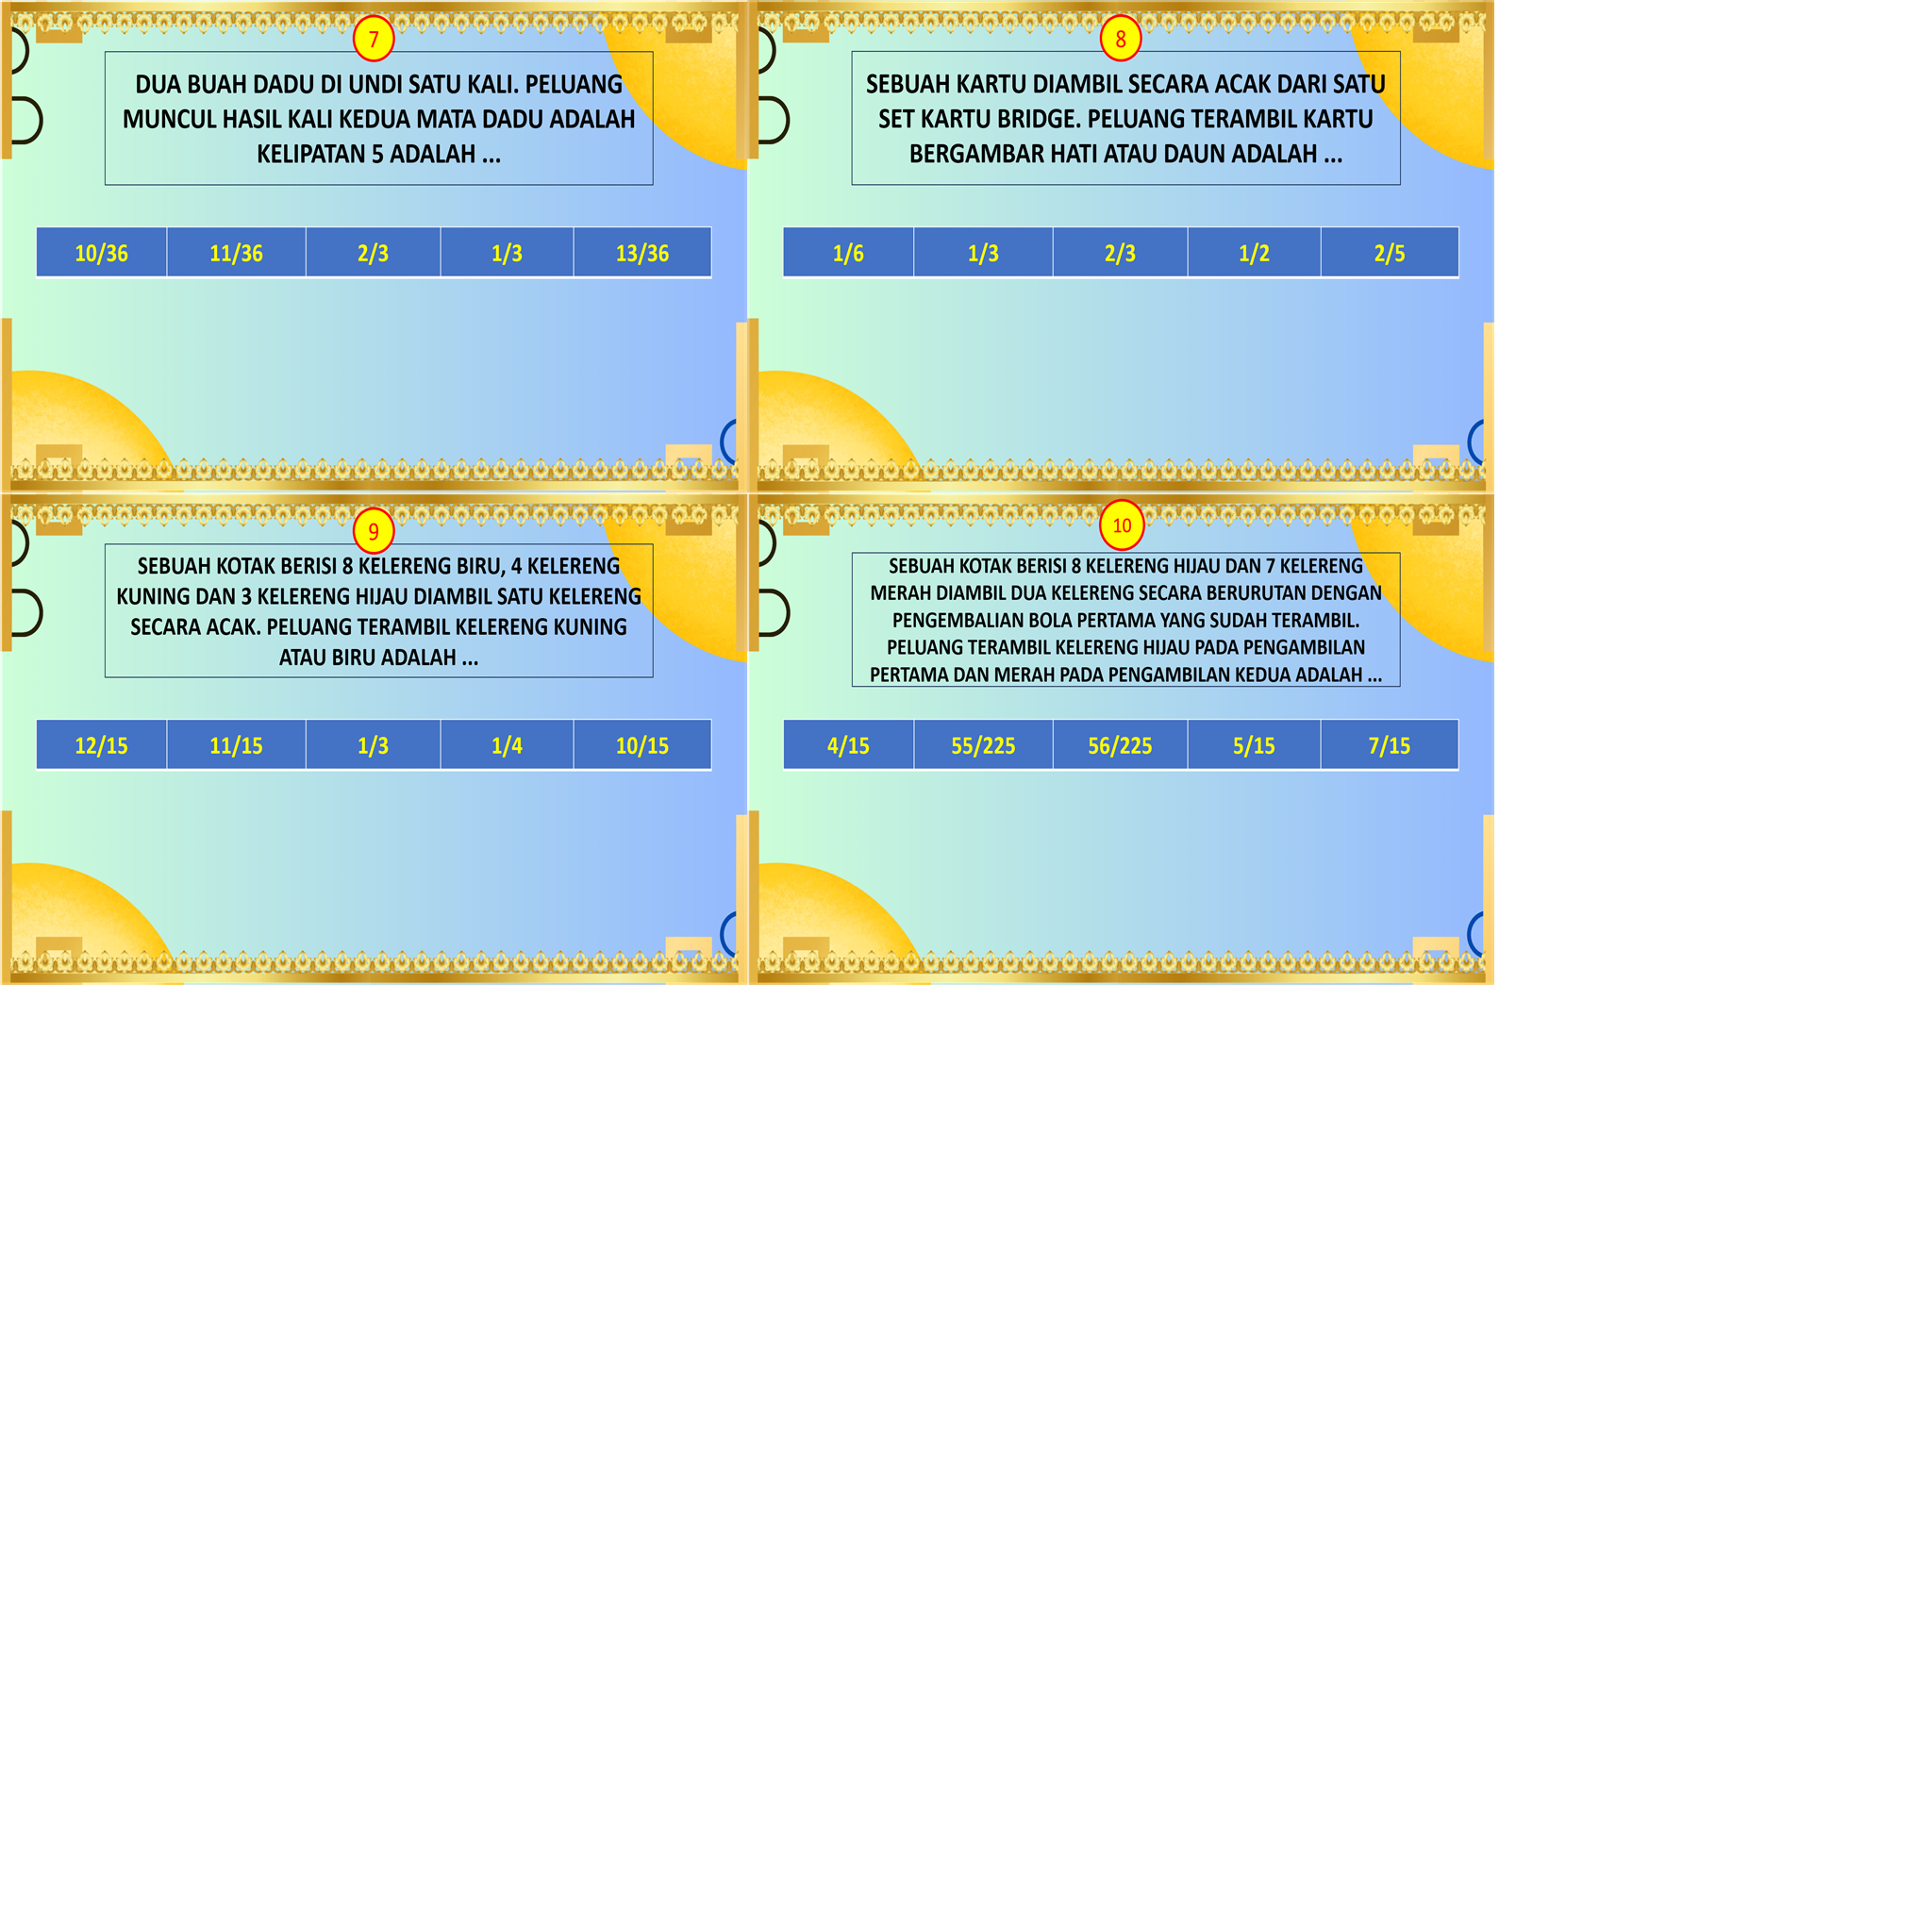 7
DUA BUAH DADU DI UNDI SATU KALI. PELUANG
MUNCUL HASIL KALI KEDUA MATA DADU ADALAH
KELIPATAN 5 ADALAH ...
10/36 11/36 2/3 1/3 13/36
8
SEBUAH KARTU DIAMBIL SECARA ACAK DARI SATU
SET KARTU BRIDGE. PELUANG TERAMBIL KARTU
BERGAMBAR HATI ATAU DAUN ADALAH ...
1/6 1/3 2/3 1/2 2/5
9
SEBUAH KOTAK BERISI 8 KELERENG BIRU, 4 KELERENG
KUNING DAN 3 KELERENG HIJAU DIAMBIL SATU KELERENG
SECARA ACAK. PELUANG TERAMBIL KELERENG KUNING
ATAU BIRU ADALAH ...
12/15 11/15 1/3 1/4 10/15
10
SEBUAH KOTAK BERISI 8 KELERENG HIJAU DAN 7 KELERENG
MERAH DIAMBIL DUA KELERENG SECARA BERURUTAN DENGAN
PENGEMBALIAN BOLA PERTAMA YANG SUDAH TERAMBIL.
PELUANG TERAMBIL KELERENG HIJAU PADA PENGAMBILAN
PERTAMA DAN MERAH PADA PENGAMBILAN KEDUA ADALAH ...
4/15 55/225 56/225 5/15 7/15